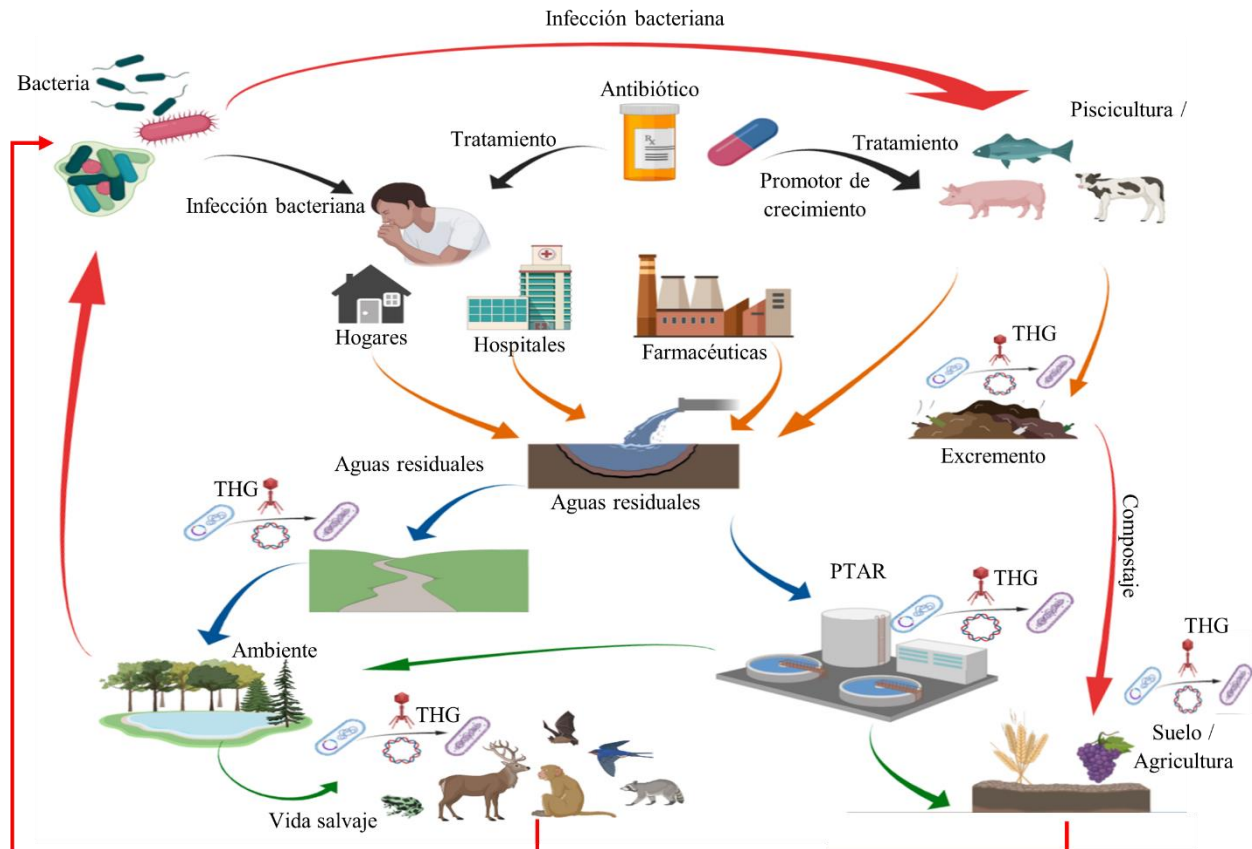 Infección bacteriana
Bacteria
Antibiótico
Piscicultura /
Tratamiento
Tratamiento
Promotor de
crecimiento
Infección bacteriana
Rx
Hogares
Hospitales
Farmacéuticas
THG
Excremento
Aguas residuales
Aguas residuales
THG
Compostaje
PTAR
THG
THG
Ambiente
THG
Suelo /
Agricultura
Vida salvaje